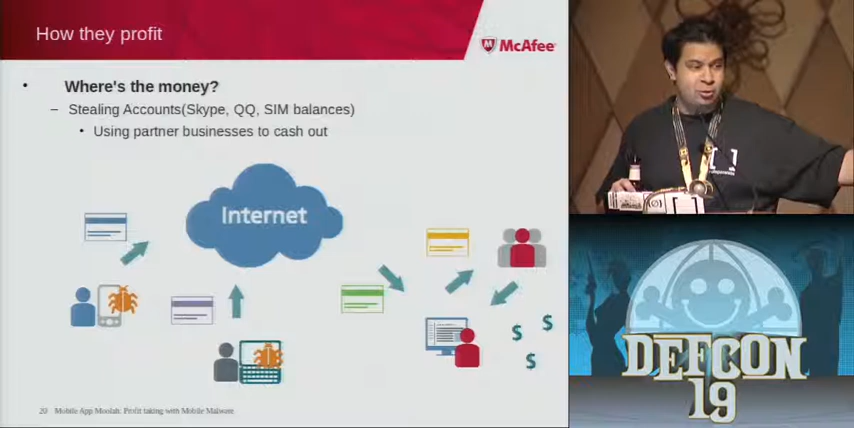 How they profit
McAfee
• Where's the money?
– Stealing Accounts(Skype, QQ, SIM balances)
• Using partner businesses to cash out
Internet
$ $
$
20 Mobile App Moolah: Profit taking with Mobile Malware
DEFCON
19